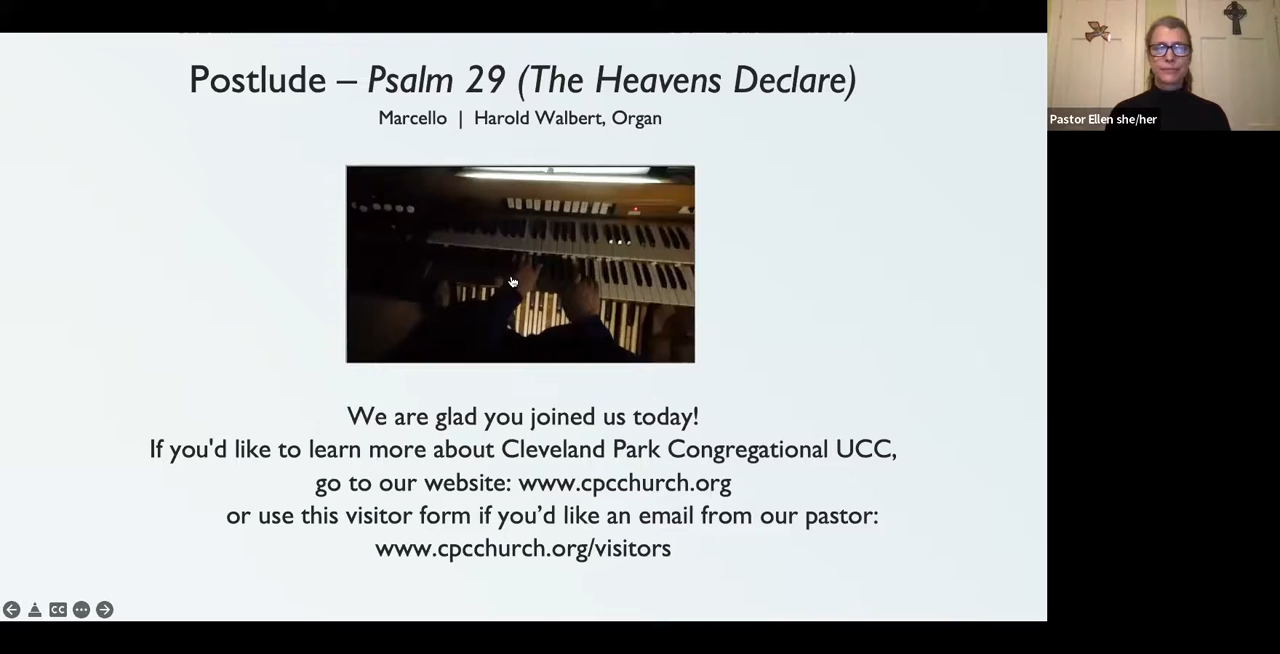 Postlude – Psalm 29 (The Heavens Declare)
Marcello | Harold Walbert, Organ
We are glad you joined us today!
If you'd like to learn more about Cleveland Park Congregational UCC,
go to our website: www.cpcchurch.org
or use this visitor form if you’d like an email from our pastor:
www.cpcchurch.org/visitors
Pastor Ellen she/her
CC